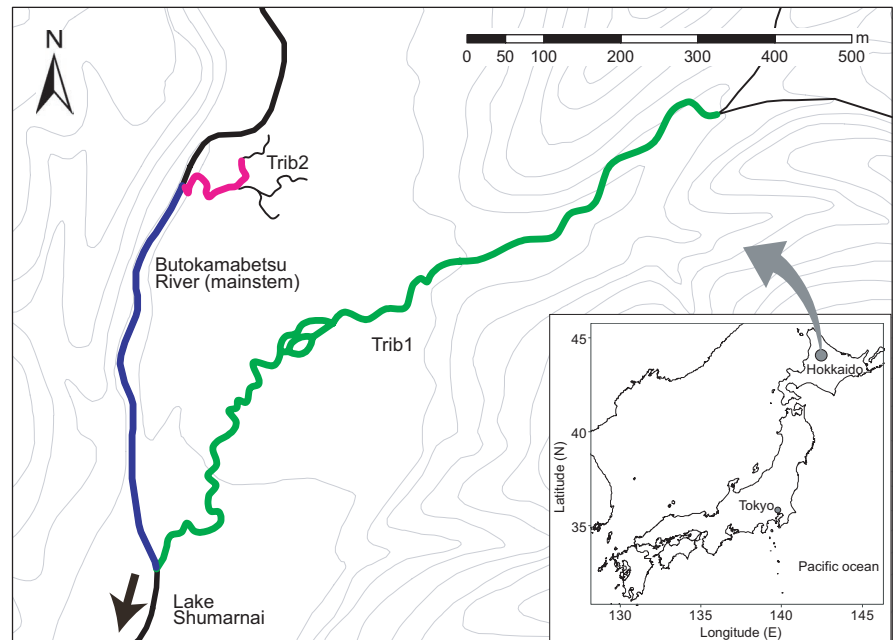 N
0 50 100 200 300 400 500 m
Trib2
Butokamabetsu
River (mainstem)
Trib1
Lake
Shumarnai
45
40
35
Latitude (N)
Hokkaido
Tokyo
Pacific ocean
130 135 140 145
Longitude (E)